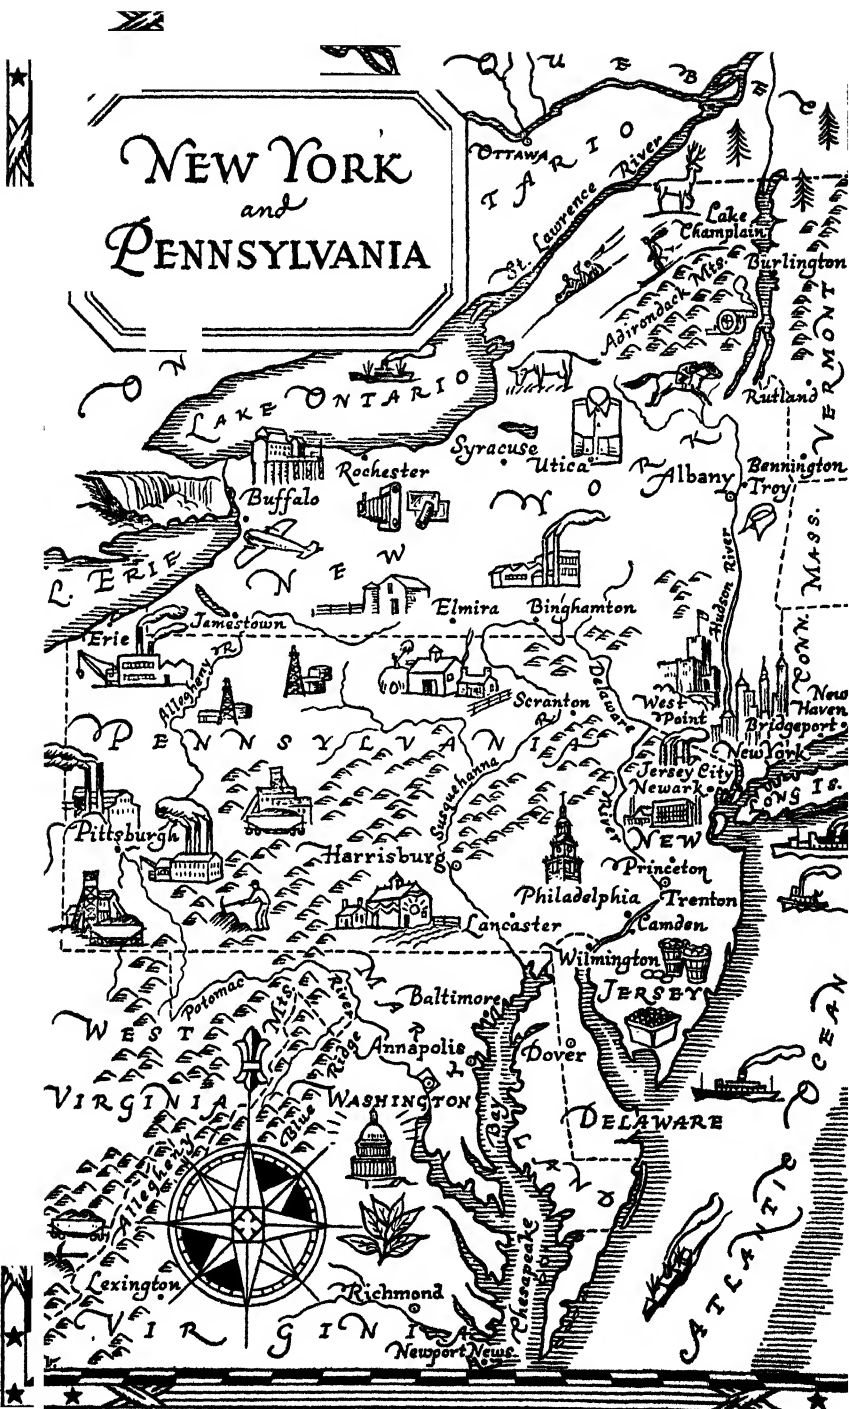 NEW YORK
and
PENNSYLVANIA
QUEBEC
OTTAWA
ONTARIO
St. Lawrence River
Lake
Champlain
Burlington
Adirondack Mts.
VERMONT
LAKE ONTARIO
Rutland
Syracuse
Rochester
Utica
Albany
Bennington
Troy
Buffalo
NEW YORK
MASS.
L. ERIE
Hudson River
Jamestown
Elmira
Binghamton
Erie
CONN.
Allegheny R.
Delaware River
Scranton
West
Point
New
Haven
Bridgeport
PENNSYLVANIA
New York
Jersey City
Newark
LONG IS.
Susquehanna R.
Pittsburgh
NEW
JERSEY
Harrisburg
Princeton
Philadelphia
Trenton
Lancaster
Camden
Wilmington
Potomac River
MARYLAND
Baltimore
WEST
VIRGINIA
Annapolis
Dover
Blue Ridge Mts.
WASHINGTON
DELAWARE
Allegheny
Chesapeake Bay
ATLANTIC OCEAN
Lexington
Richmond
VIRGINIA
Newport News